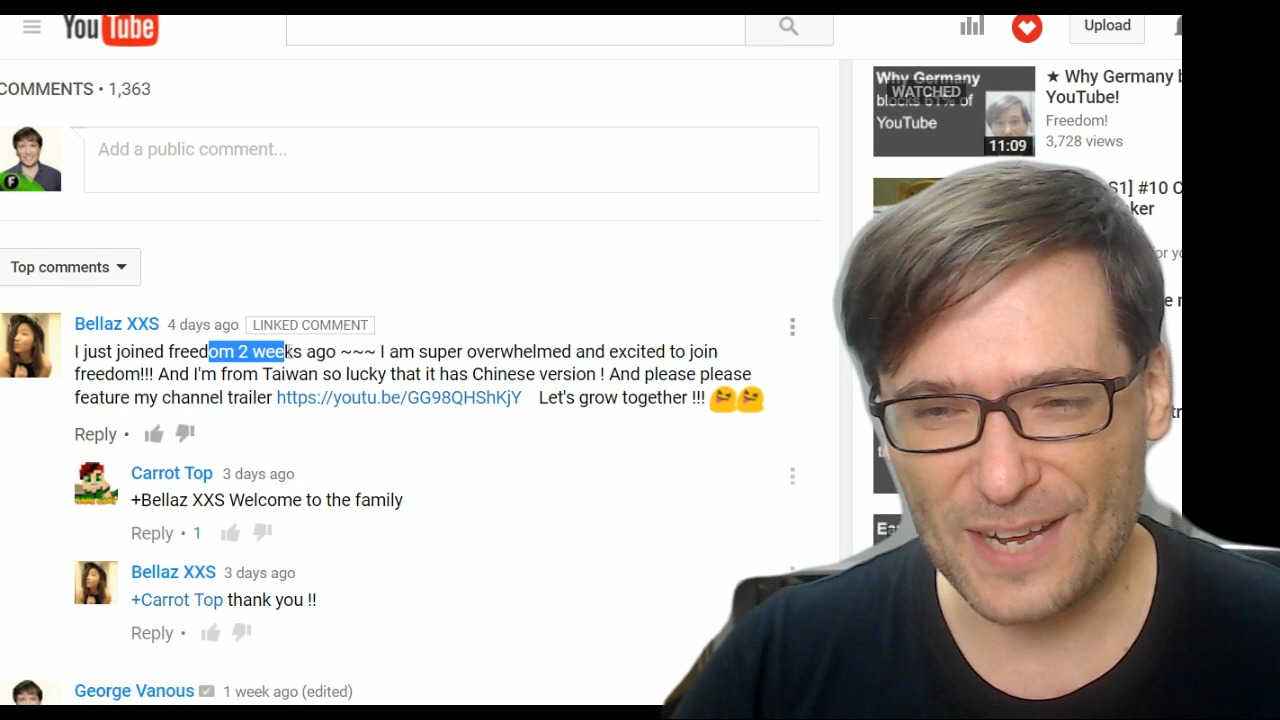 YouTube
Upload
COMMENTS • 1,363
Add a public comment...
Top comments
Bellaz XXS 4 days ago LINKED COMMENT
I just joined freedom 2 weeks ago ~~~ I am super overwhelmed and excited to join
freedom!!! And I'm from Taiwan so lucky that it has Chinese version ! And please please
feature my channel trailer https://youtu.be/GG98QHShKjY Let's grow together !!! 😝😝
Reply •
Carrot Top 3 days ago
+Bellaz XXS Welcome to the family
Reply • 1
Bellaz XXS 3 days ago
+Carrot Top thank you !!
Reply •
George Vanous 1 week ago (edited)
Why Germany
blocks 61% of
YouTube
WATCHED
11:09
★ Why Germany
YouTube!
Freedom!
3,728 views
S1] #10